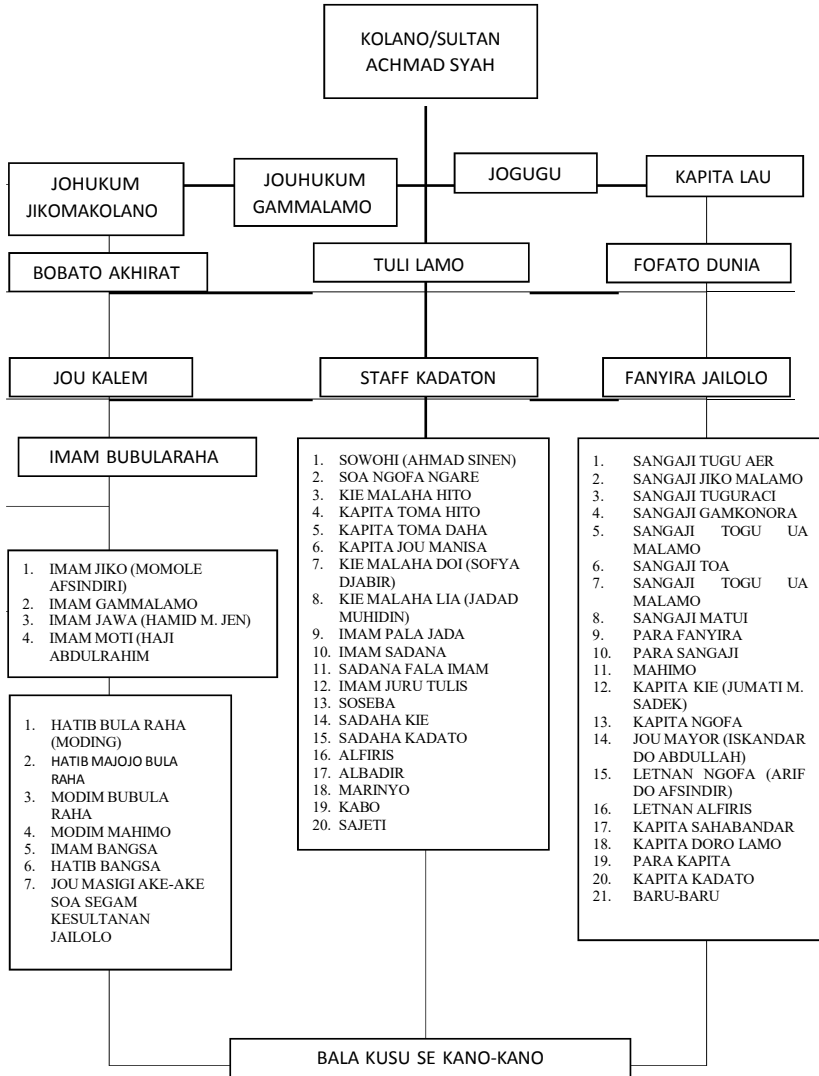 KOLANO/SULTAN
ACHMAD SYAH
JOHUKUM
JIKOMAKOLANO
JOUHUKUM
GAMMALAMO
JOGUGU
KAPITA LAU
BOBATO AKHIRAT
TULI LAMO
FOFATO DUNIA
JOU KALEM
STAFF KADATON
FANYIRA JAILOLO
IMAM BUBULARAHA
1. IMAM JIKO (MOMOLE
AFSINDIRI)
2. IMAM GAMMALAMO
3. IMAM JAWA (HAMID M. JEN)
4. IMAM MOTI (HAJI
ABDULRAHIM
1. HATIB BULA RAHA
(MODING)
2. HATIB MAJOJO BULA
RAHA
3. MODIM BUBULA
RAHA
4. MODIM MAHIMO
5. IMAM BANGSA
6. HATIB BANGSA
7. JOU MASIGI AKE-AKE
SOA SEGAM
KESULTANAN
JAILOLO
1. SOWOHI (AHMAD SINEN)
2. SOA NGOFA NGARE
3. KIE MALAHA HITO
4. KAPITA TOMA HITO
5. KAPITA TOMA DAHA
6. KAPITA JOU MANISA
7. KIE MALAHA DOI (SOFYA
DJABIR)
8. KIE MALAHA LIA (JADAD
MUHIDIN)
9. IMAM PALA JADA
10. IMAM SADANA
11. SADANA FALA IMAM
12. IMAM JURU TULIS
13. SOSEBA
14. SADAHA KIE
15. SADAHA KADATO
16. ALFIRIS
17. ALBADIR
18. MARINYO
19. KABO
20. SAJETI
1. SANGAJI TUGU AER
2. SANGAJI JIKO MALAMO
3. SANGAJI TUGURACI
4. SANGAJI GAMKONORA
5. SANGAJI TOGU UA
MALAMO
6. SANGAJI TOA
7. SANGAJI TOGU UA
MALAMO
8. SANGAJI MATUI
9. PARA FANYIRA
10. PARA SANGAJI
11. MAHIMO
12. KAPITA KIE (JUMATI M.
SADEK)
13. KAPITA NGOFA
14. JOU MAYOR (ISKANDAR
DO ABDULLAH)
15. LETNAN NGOFA (ARIF
DO AFSINDIR)
16. LETNAN ALFIRIS
17. KAPITA SAHABANDAR
18. KAPITA DORO LAMO
19. PARA KAPITA
20. KAPITA KADATO
21. BARU-BARU
BALA KUSU SE KANO-KANO